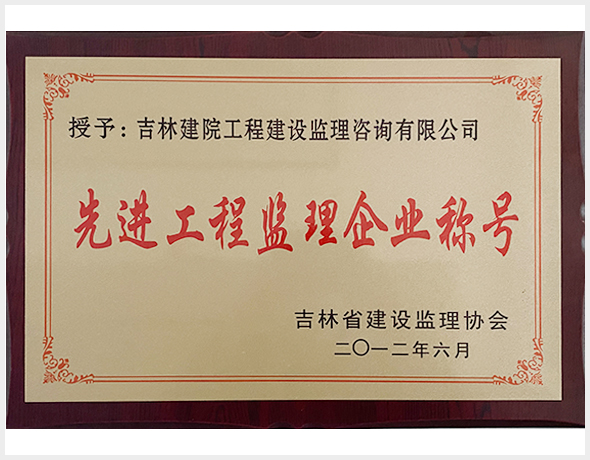 授予：吉林建院工程建设监理咨询有限公司
先进工程监理企业称号
吉林省建设监理协会
二〇一二年六月